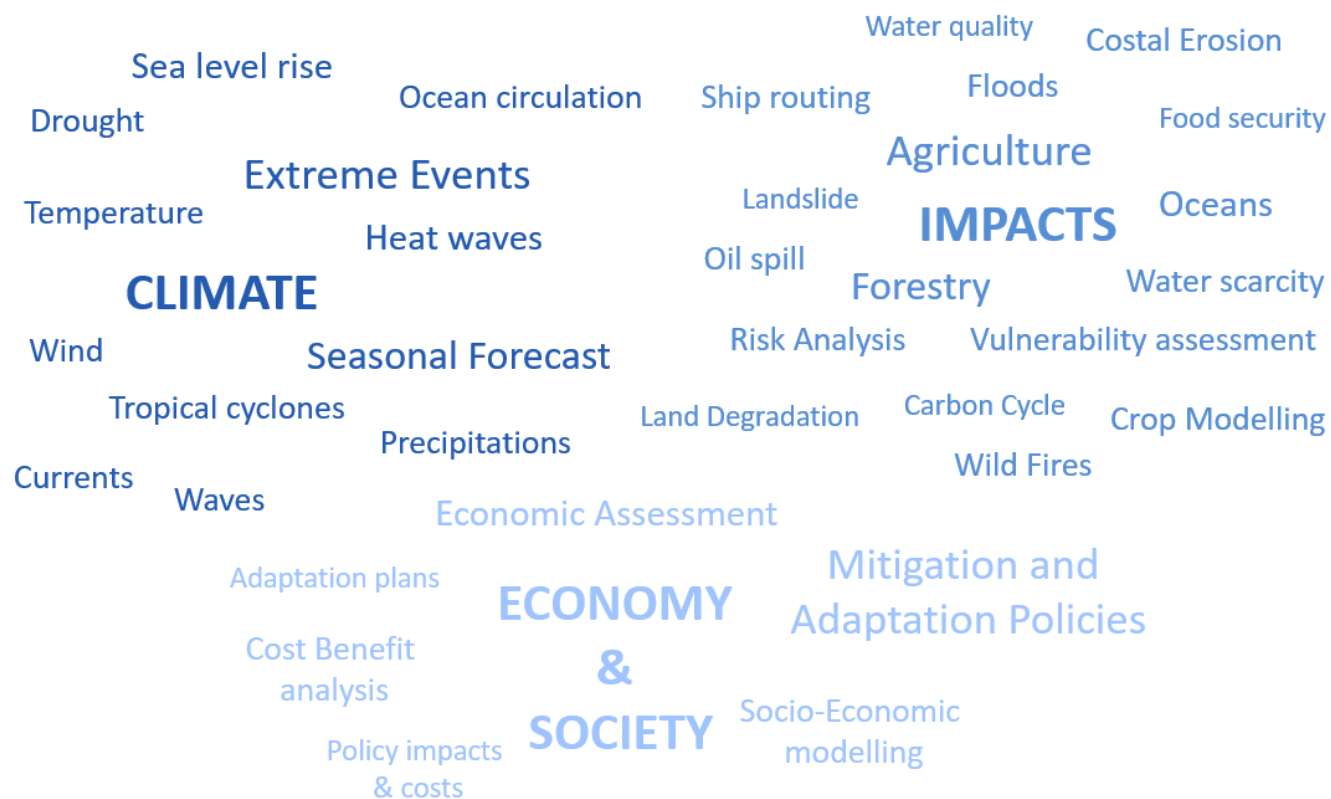 Sea level rise
Drought
Ocean circulation
Extreme Events
Temperature
Heat waves
CLIMATE
Wind
Seasonal Forecast
Tropical cyclones
Precipitations
Currents
Waves
Water quality
Costal Erosion
Ship routing
Floods
Food security
Agriculture
Landslide
IMPACTS
Oceans
Oil spill
Forestry
Water scarcity
Risk Analysis
Vulnerability assessment
Land Degradation
Carbon Cycle
Crop Modelling
Wild Fires
Economic Assessment
Adaptation plans
ECONOMY
&
SOCIETY
Mitigation and
Adaptation Policies
Cost Benefit
analysis
Socio-Economic
modelling
Policy impacts
& costs